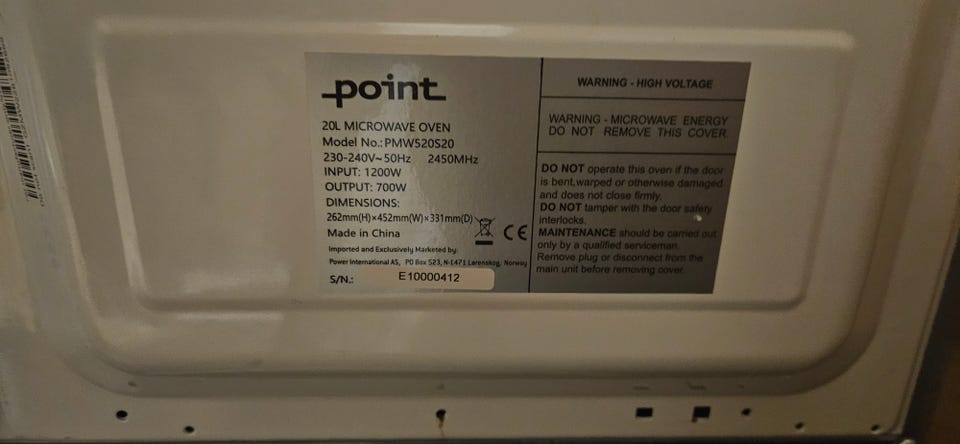 point
20L MICROWAVE OVEN
Model No.:PMW520S20
230-240V~50Hz 2450MHz
INPUT: 1200W
OUTPUT: 700W
DIMENSIONS:
262mm(H)×452mm(W)×331mm(D)
Made in China
CE
Imported and Exclusively Marketed by:
Power International AS, PO Box 523, N-1471 Lørenskog, Norway
S/N.: E10000412
WARNING - HIGH VOLTAGE
WARNING - MICROWAVE ENERGY
DO NOT REMOVE THIS COVER.
DO NOT operate this oven if the door
is bent,warped or otherwise damaged
and does not close firmly.
DO NOT tamper with the door safety
interlocks.
MAINTENANCE should be carried out
only by a qualified serviceman.
Remove plug or disconnect from the
main unit before removing cover.